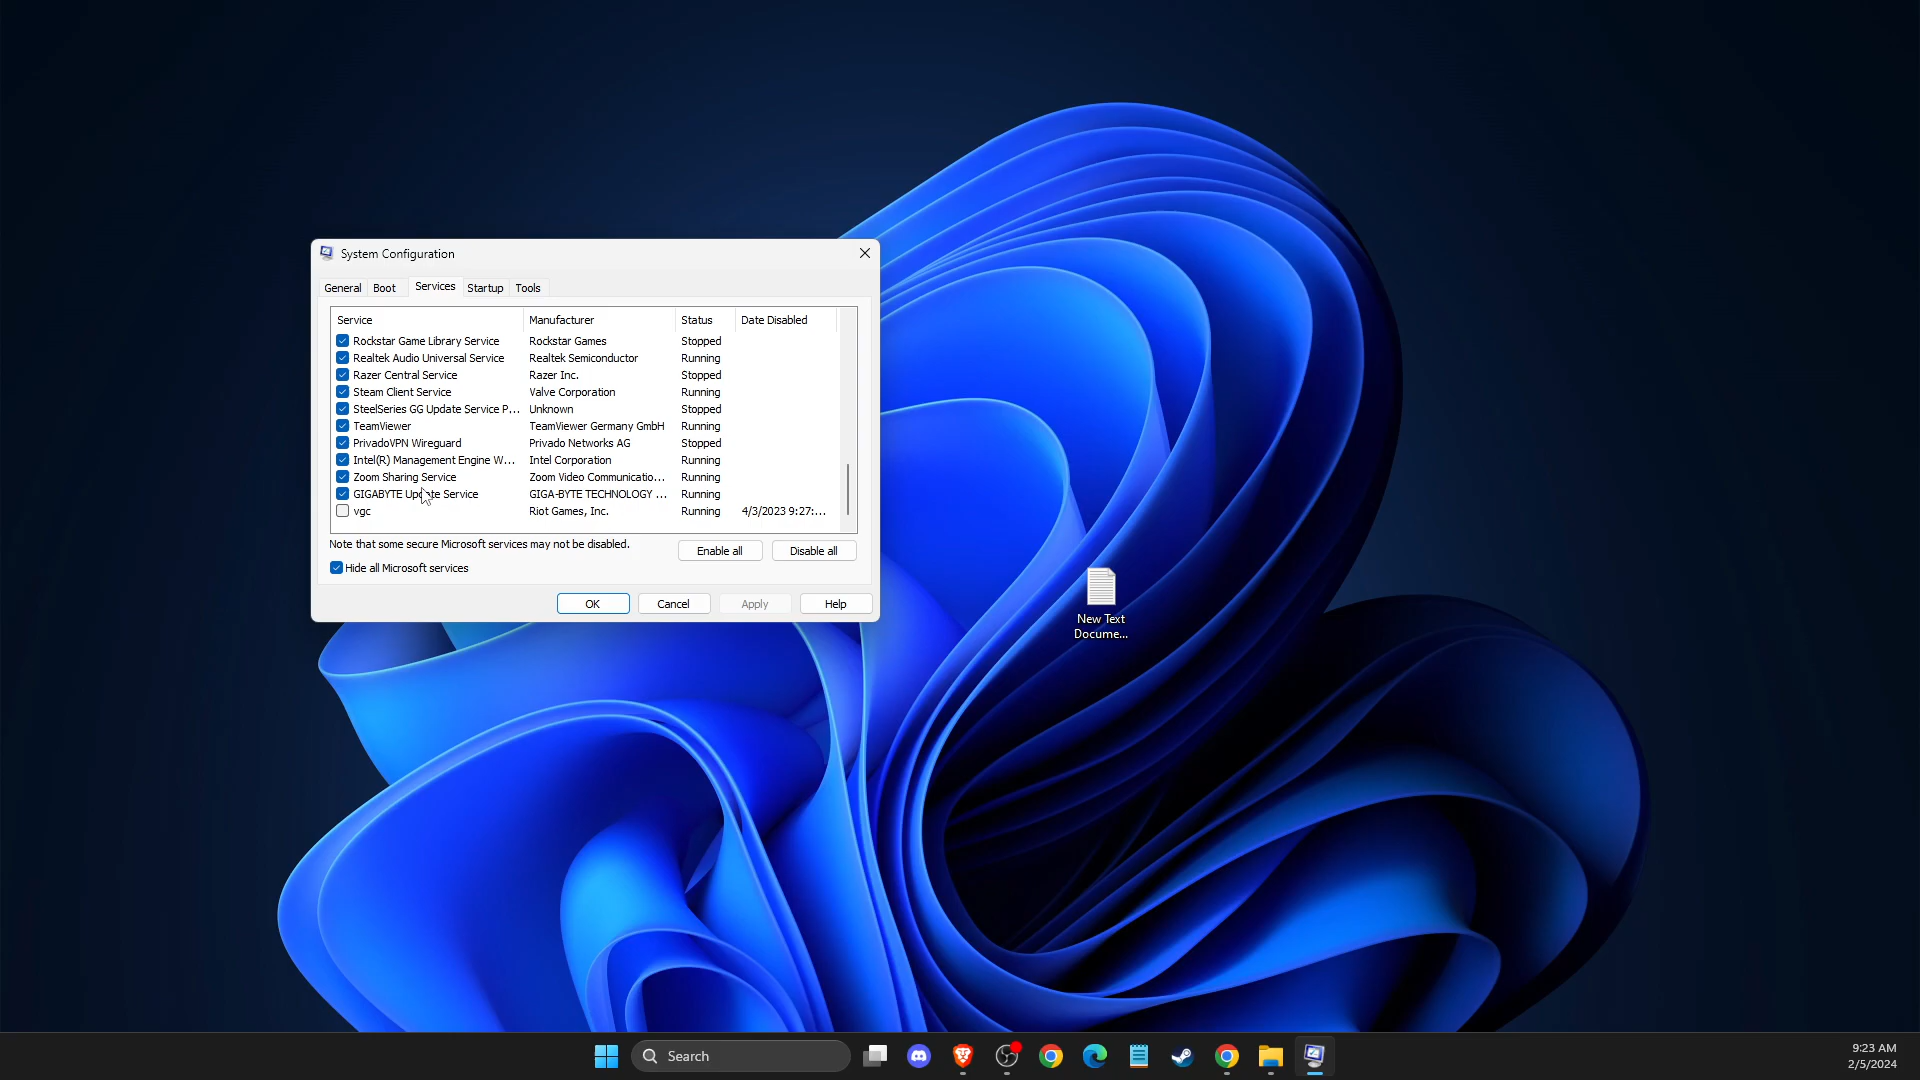 System Configuration
General Boot Services Startup Tools
Service Manufacturer Status Date Disabled
Rockstar Game Library Service Rockstar Games Stopped
Realtek Audio Universal Service Realtek Semiconductor Running
Razer Central Service Razer Inc. Stopped
Steam Client Service Valve Corporation Running
SteelSeries GG Update Service P... Unknown Stopped
TeamViewer TeamViewer Germany GmbH Running
PrivadoVPN Wireguard Privado Networks AG Stopped
Intel(R) Management Engine W... Intel Corporation Running
Zoom Sharing Service Zoom Video Communicatio... Running
GIGABYTE Update Service GIGA-BYTE TECHNOLOGY ... Running
vgc Riot Games, Inc. Running 4/3/2023 9:27:...
Note that some secure Microsoft services may not be disabled.
Enable all Disable all
Hide all Microsoft services
OK Cancel Apply Help
New Text
Docume...
Search
9:23 AM
2/5/2024